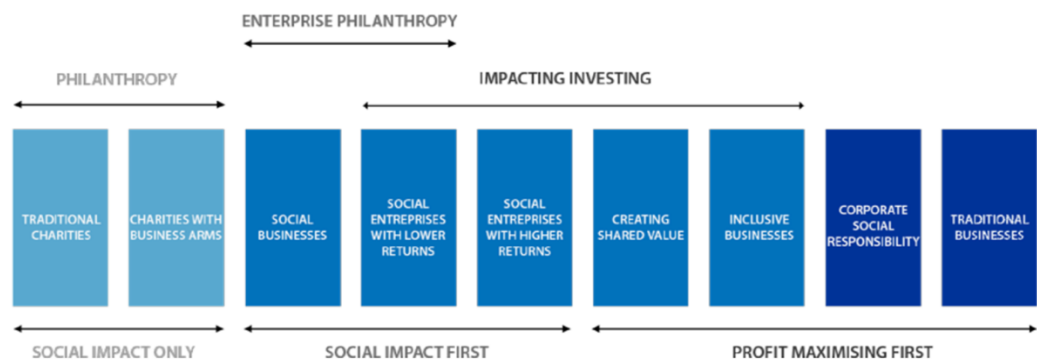 ENTERPRISE PHILANTHROPY
PHILANTHROPY
IMPACTING INVESTING
TRADITIONAL
CHARITIES
CHARITIES WITH
BUSINESS ARMS
SOCIAL
BUSINESSES
SOCIAL
ENTREPRISES
WITH LOWER
RETURNS
SOCIAL
ENTREPRISES
WITH HIGHER
RETURNS
CREATING
SHARED VALUE
INCLUSIVE
BUSINESSES
CORPORATE
SOCIAL
RESPONSIBILITY
TRADITIONAL
BUSINESSES
SOCIAL IMPACT ONLY
SOCIAL IMPACT FIRST
PROFIT MAXIMISING FIRST